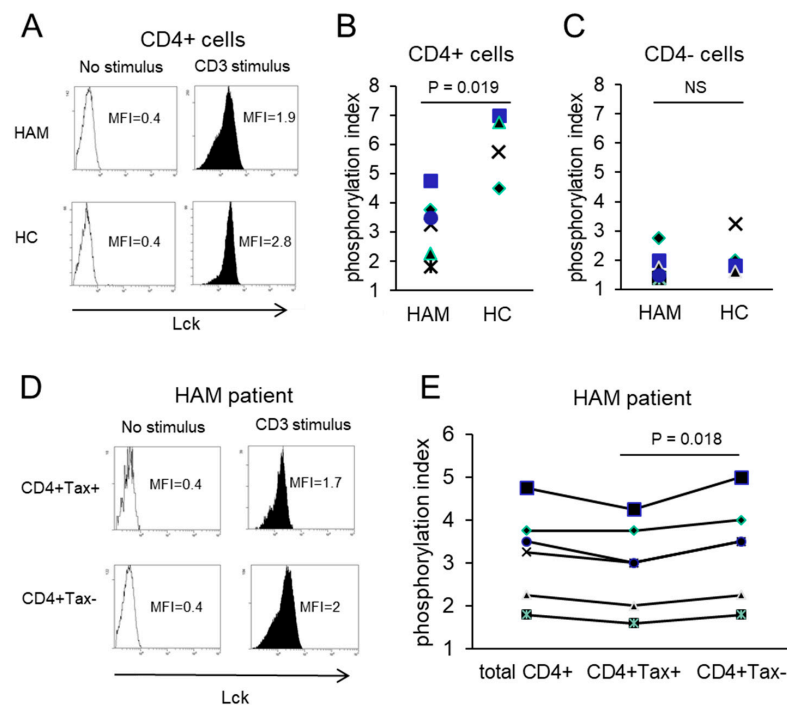 A
CD4+ cells
No stimulus
CD3 stimulus
HAM
MFI=0.4
MFI=1.9
HC
MFI=0.4
MFI=2.8
Lck
B
CD4+ cells
P = 0.019
phosphorylation index
8
7
6
5
4
3
2
1
HAM
HC
C
CD4- cells
NS
phosphorylation index
8
7
6
5
4
3
2
1
HAM
HC
D
HAM patient
No stimulus
CD3 stimulus
CD4+Tax+
MFI=0.4
MFI=1.7
CD4+Tax-
MFI=0.4
MFI=2
Lck
E
HAM patient
P = 0.018
phosphorylation index
6
5
4
3
2
1
total CD4+
CD4+Tax+
CD4+Tax-